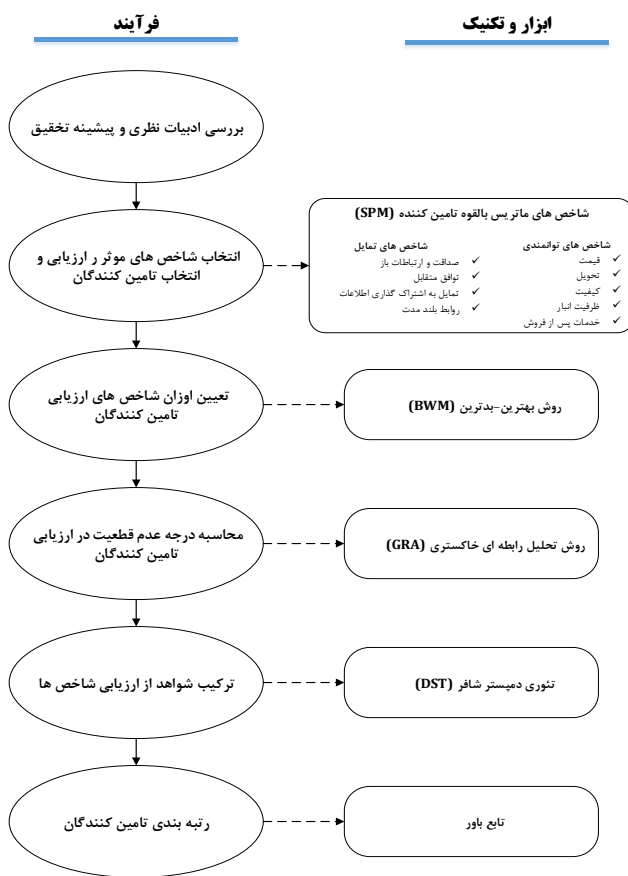 فرآیند
ابزار و تکنیک
بررسی ادبیات نظری و پیشینه تحقیق
انتخاب شاخص های موثر ر ارزیابی و
انتخاب تامین کنندگان
شاخص های ماتریس بالقوه تامین کننده (SPM)
شاخص های توانمندی
✓ قیمت
✓ تحویل
✓ کیفیت
✓ ظرفیت انبار
✓ خدمات پس از فروش
شاخص های تمایل
✓ صداقت و ارتباطات باز
✓ توافق متقابل
✓ تمایل به اشتراک گذاری اطلاعات
✓ روابط بلند مدت
تعیین اوزان شاخص های ارزیابی
تامین کنندگان
روش بهترین-بدترین (BWM)
محاسبه درجه عدم قطعیت در ارزیابی
تامین کنندگان
روش تحلیل رابطه ای خاکستری (GRA)
ترکیب شواهد از ارزیابی شاخص ها
تئوری دمپستر شافر (DST)
رتبه بندی تامین کنندگان
تابع باور